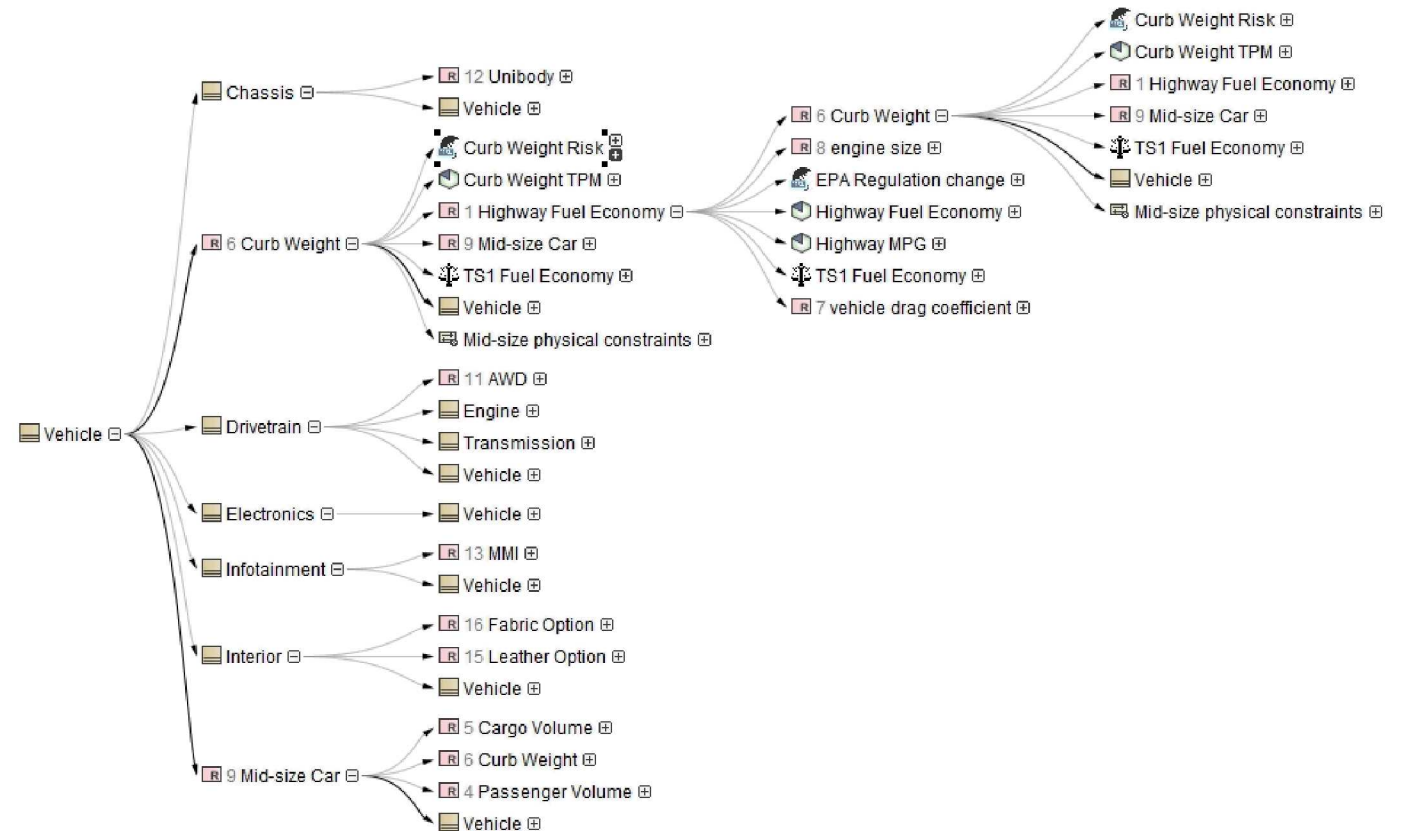 Vehicle
Chassis
R 12 Unibody
Vehicle
R 6 Curb Weight
Curb Weight Risk
Curb Weight TPM
R 1 Highway Fuel Economy
R 6 Curb Weight
Curb Weight Risk
Curb Weight TPM
R 1 Highway Fuel Economy
R 9 Mid-size Car
TS1 Fuel Economy
Vehicle
Mid-size physical constraints
R 8 engine size
EPA Regulation change
Highway Fuel Economy
Highway MPG
TS1 Fuel Economy
R 7 vehicle drag coefficient
R 9 Mid-size Car
TS1 Fuel Economy
Vehicle
Mid-size physical constraints
Drivetrain
R 11 AWD
Engine
Transmission
Vehicle
Electronics
Vehicle
Infotainment
R 13 MMI
Vehicle
Interior
R 16 Fabric Option
R 15 Leather Option
Vehicle
R 9 Mid-size Car
R 5 Cargo Volume
R 6 Curb Weight
R 4 Passenger Volume
Vehicle